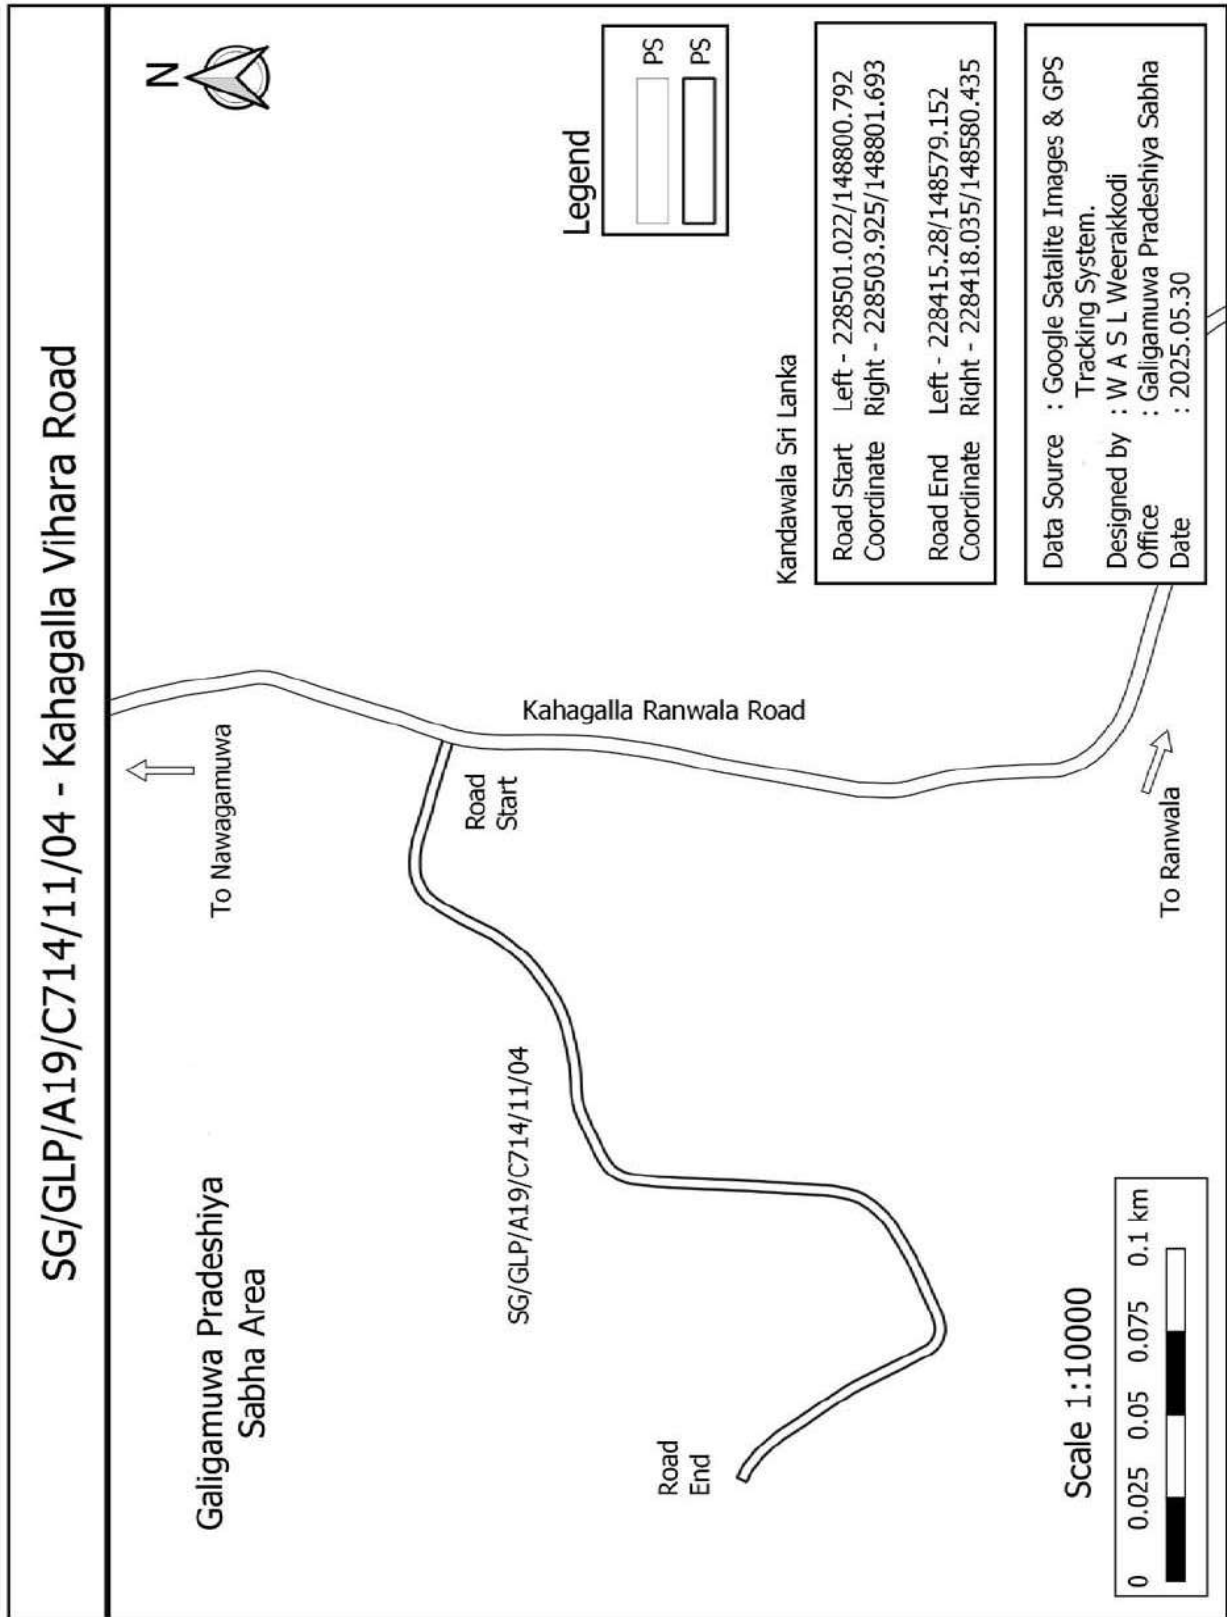 SG/GLP/A19/C714/11/04 - Kahagalla Vihara Road
N
Galigamuwa Pradeshiya
Sabha Area
To Nawagamuwa
Road
Start
Kahagalla Ranwala Road
SG/GLP/A19/C714/11/04
Road
End
To Ranwala
Legend
PS
PS
Kandawala Sri Lanka
Road Start Left - 228501.022/148800.792
Coordinate Right - 228503.925/148801.693
Road End Left - 228415.28/148579.152
Coordinate Right - 228418.035/148580.435
Data Source : Google Satalite Images & GPS
Tracking System.
Designed by : W A S L Weerakkodi
Office : Galigamuwa Pradeshiya Sabha
Date : 2025.05.30
Scale 1:10000
0 0.025 0.05 0.075 0.1 km